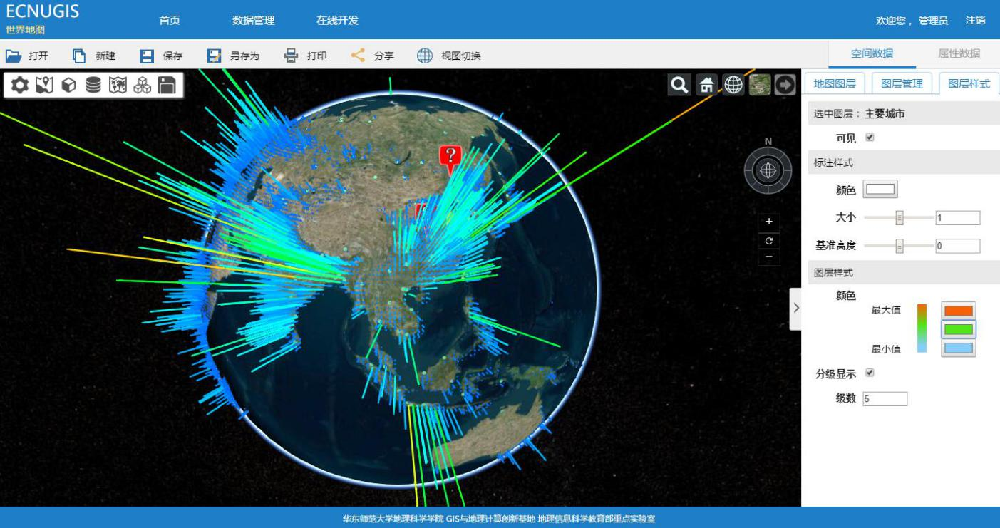 ECNUGIS
世界地图
首页 数据管理 在线开发
欢迎您，管理员 注销
打开 新建 保存 另存为 打印 分享 视图切换
空间数据 属性数据
地图图层 图层管理 图层样式
选中图层：主要城市
可见
标注样式
颜色
大小 1
基准高度 0
图层样式
颜色
最大值
最小值
分级显示
级数 5
N
?
+
−
华东师范大学地理科学学院 GIS与地理计算创新基地 地理信息科学教育部重点实验室